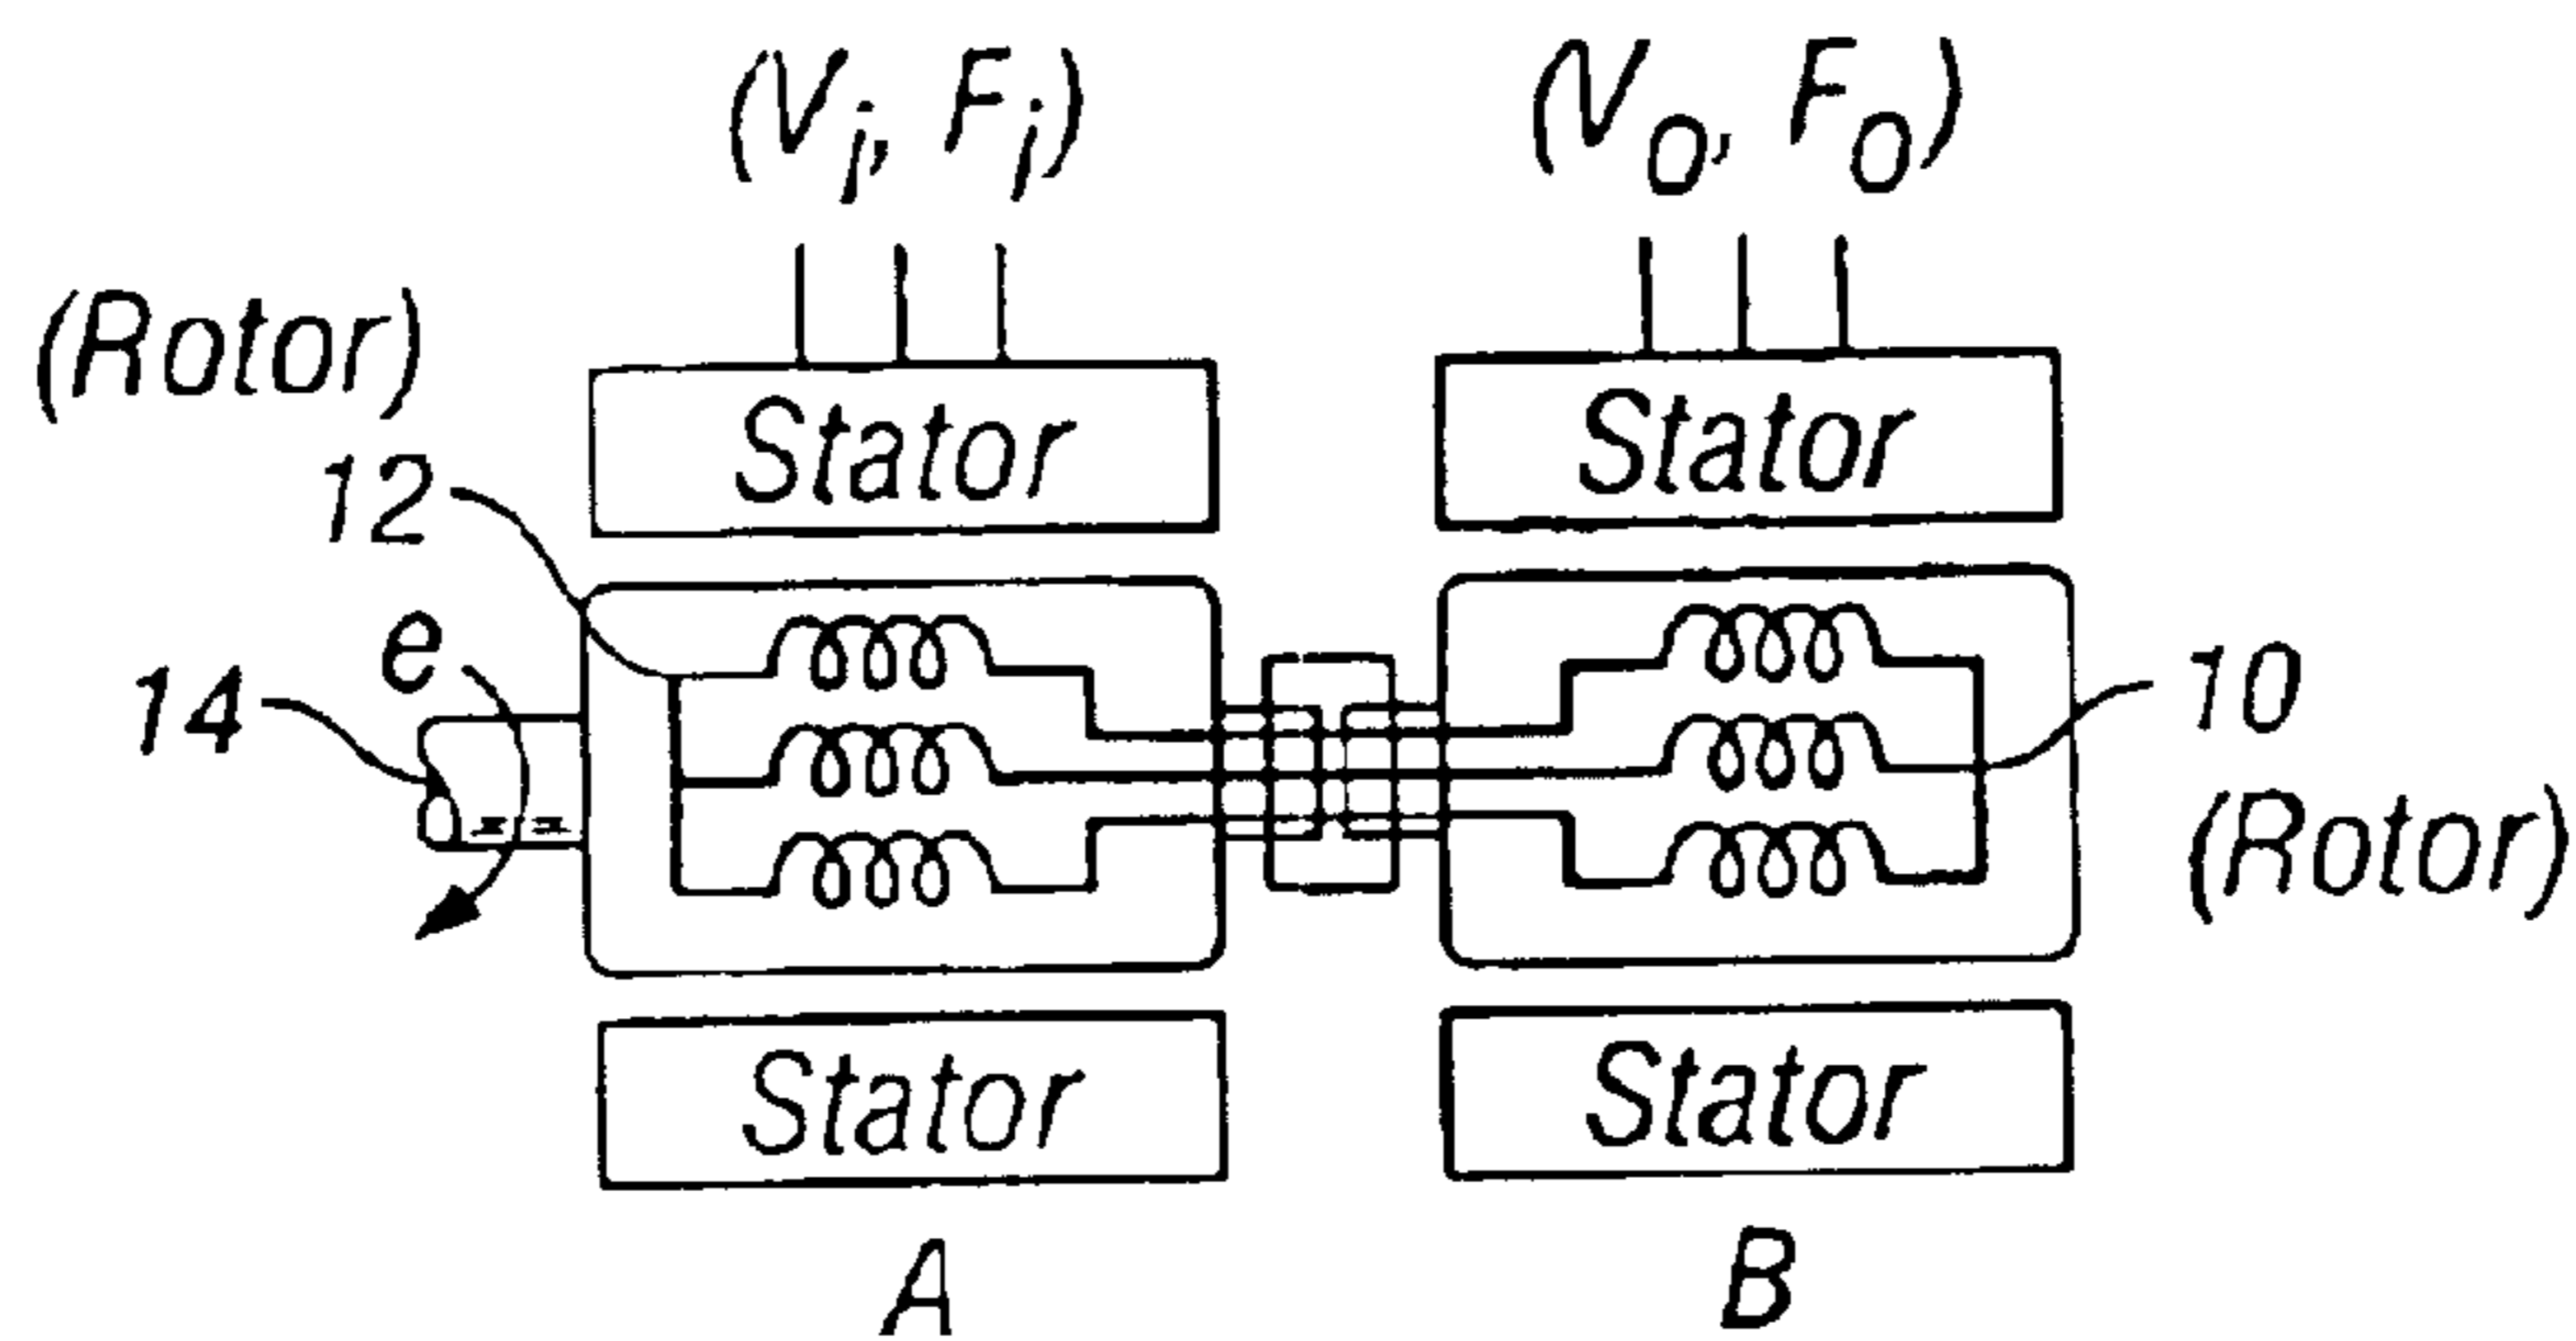 (Vi, Fi)
(Vo, Fo)
(Rotor)
Stator
Stator
12
e
14
10
(Rotor)
Stator
Stator
A
B